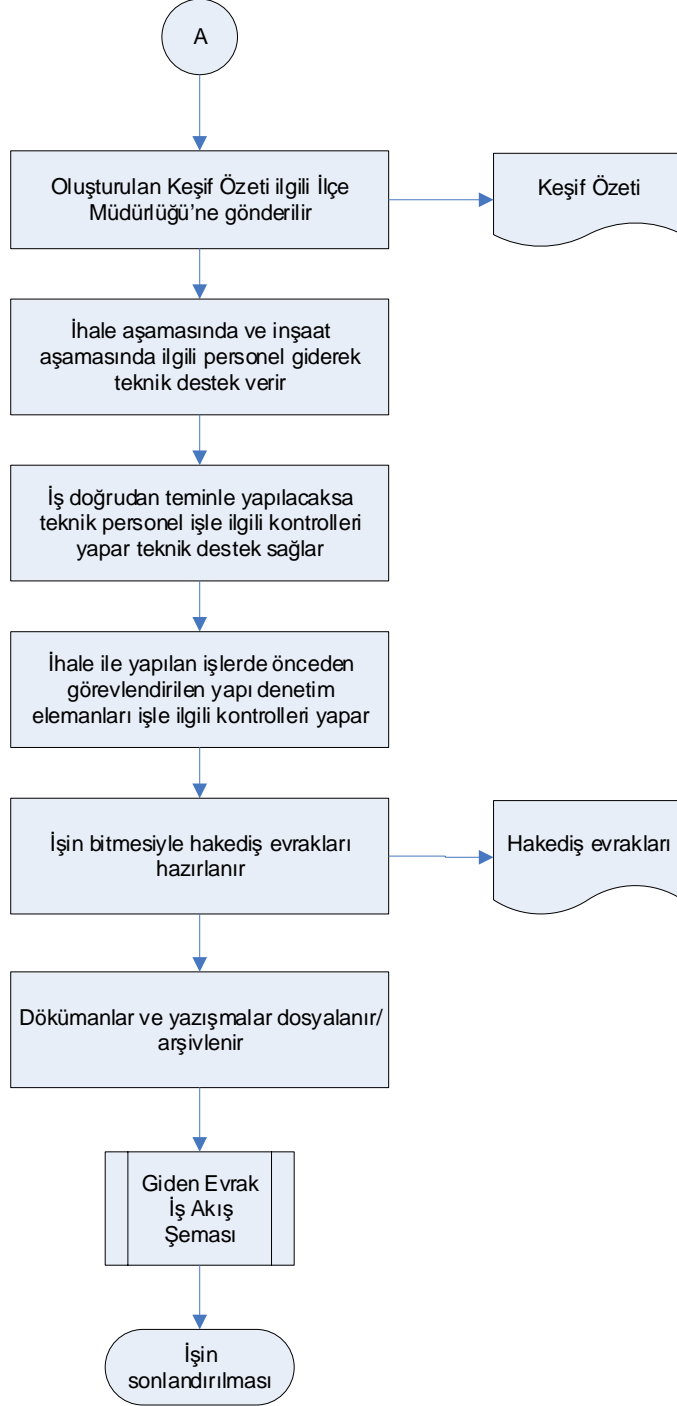 A
Oluşturulan Keşif Özeti ilgili İlçe
Müdürlüğü’ne gönderilir
Keşif Özeti
İhale aşamasında ve inşaat
aşamasında ilgili personel giderek
teknik destek verir
İş doğrudan teminle yapılacaksa
teknik personel işle ilgili kontrolleri
yapar teknik destek sağlar
İhale ile yapılan işlerde önceden
görevlendirilen yapı denetim
elemanları işle ilgili kontrolleri yapar
İşin bitmesiyle hakediş evrakları
hazırlanır
Hakediş evrakları
Dökümanlar ve yazışmalar dosyalanır/
arşivlenir
Giden Evrak
İş Akış
Şeması
İşin
sonlandırılması